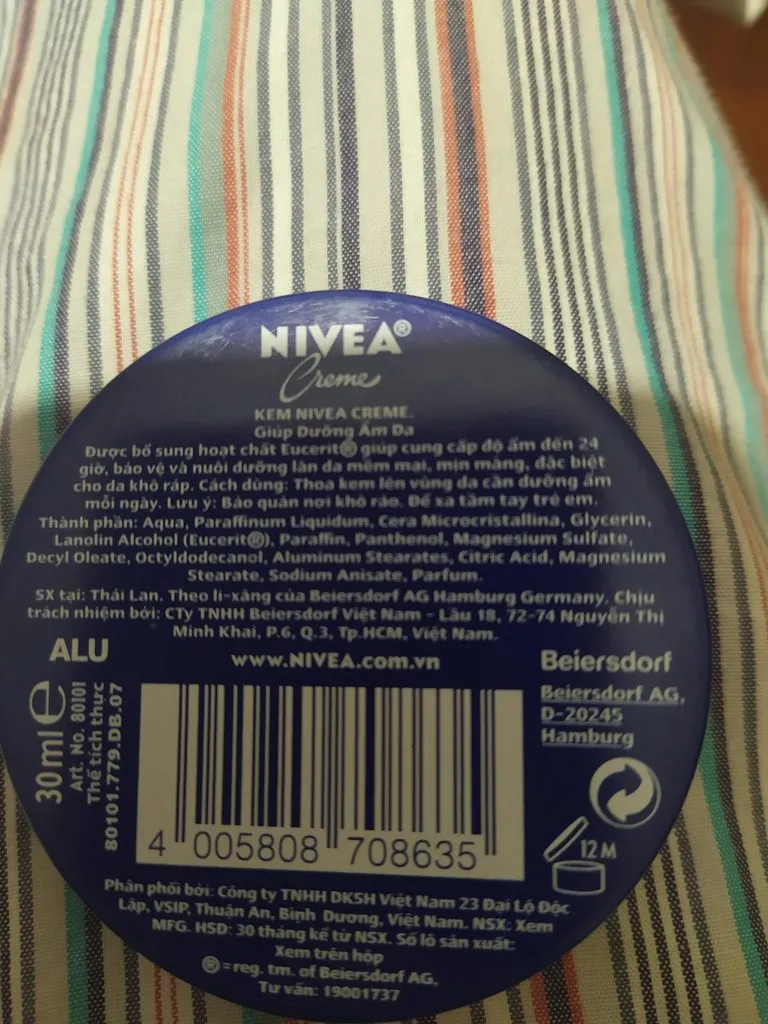 NIVEA®
Creme
KEM NIVEA CREME.
Giúp Dưỡng Ẩm Da
Được bổ sung hoạt chất Eucerit® giúp cung cấp độ ẩm đến 24
giờ, bảo vệ và nuôi dưỡng làn da mềm mại, mịn màng, đặc biệt
cho da khô ráp. Cách dùng: Thoa kem lên vùng da cần dưỡng ẩm
mỗi ngày. Lưu ý: Bảo quản nơi khô ráo. Để xa tầm tay trẻ em.
Thành phần: Aqua, Paraffinum Liquidum, Cera Microcristallina, Glycerin,
Lanolin Alcohol (Eucerit®), Paraffin, Panthenol, Magnesium Sulfate,
Decyl Oleate, Octyldodecanol, Aluminum Stearates, Citric Acid, Magnesium
Stearate, Sodium Anisate, Parfum.
SX tại: Thái Lan. Theo li-xăng của Beiersdorf AG Hamburg Germany. Chịu
trách nhiệm bởi: CTy TNHH Beiersdorf Việt Nam - Lầu 18, 72-74 Nguyễn Thị
Minh Khai, P.6, Q.3, Tp.HCM, Việt Nam.
ALU
www.NIVEA.com.vn
Beiersdorf
Beiersdorf AG,
D-20245
Hamburg
30ml e
Art. No. 80101
Thể tích thực
80101.779.DB.07
4 005808 708635
12M
Phân phối bởi: Công ty TNHH DKSH Việt Nam 23 Đại Lộ Độc
Lập, VSIP, Thuận An, Bình Dương, Việt Nam. NSX: Xem
MFG. HSD: 30 tháng kể từ NSX. Số lô sản xuất:
Xem trên hộp
®=reg. tm. of Beiersdorf AG,
Tư vấn: 19001737